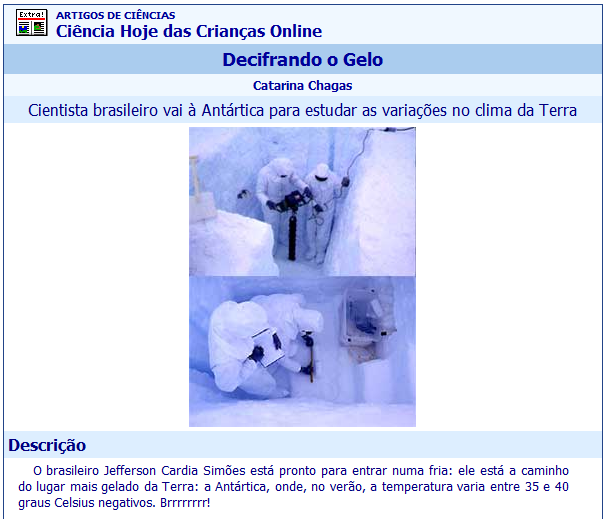 Extra!
ARTIGOS DE CIÊNCIAS
Ciência Hoje das Crianças Online
Decifrando o Gelo
Catarina Chagas
Cientista brasileiro vai à Antártica para estudar as variações no clima da Terra
Descrição
O brasileiro Jefferson Cardia Simões está pronto para entrar numa fria: ele está a caminho
do lugar mais gelado da Terra: a Antártica, onde, no verão, a temperatura varia entre 35 e 40
graus Celsius negativos. Brrrrrrrr!